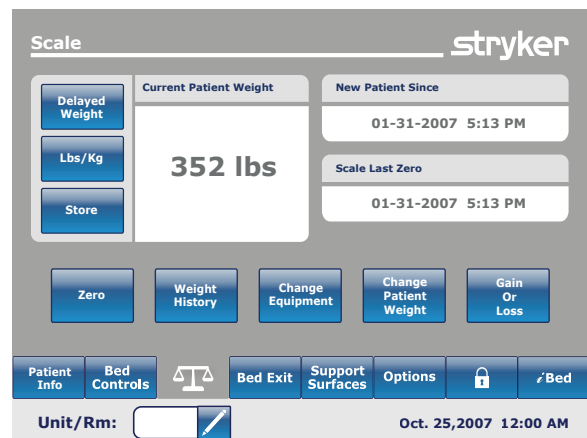 Scale
stryker
Delayed
Weight
Lbs/Kg
Store
Current Patient Weight
352 lbs
New Patient Since
01-31-2007 5:13 PM
Scale Last Zero
01-31-2007 5:13 PM
Zero
Weight
History
Change
Equipment
Change
Patient
Weight
Gain
Or
Loss
Patient
Info
Bed
Controls
Bed Exit
Support
Surfaces
Options
iBed
Unit/Rm:
Oct. 25,2007 12:00 AM